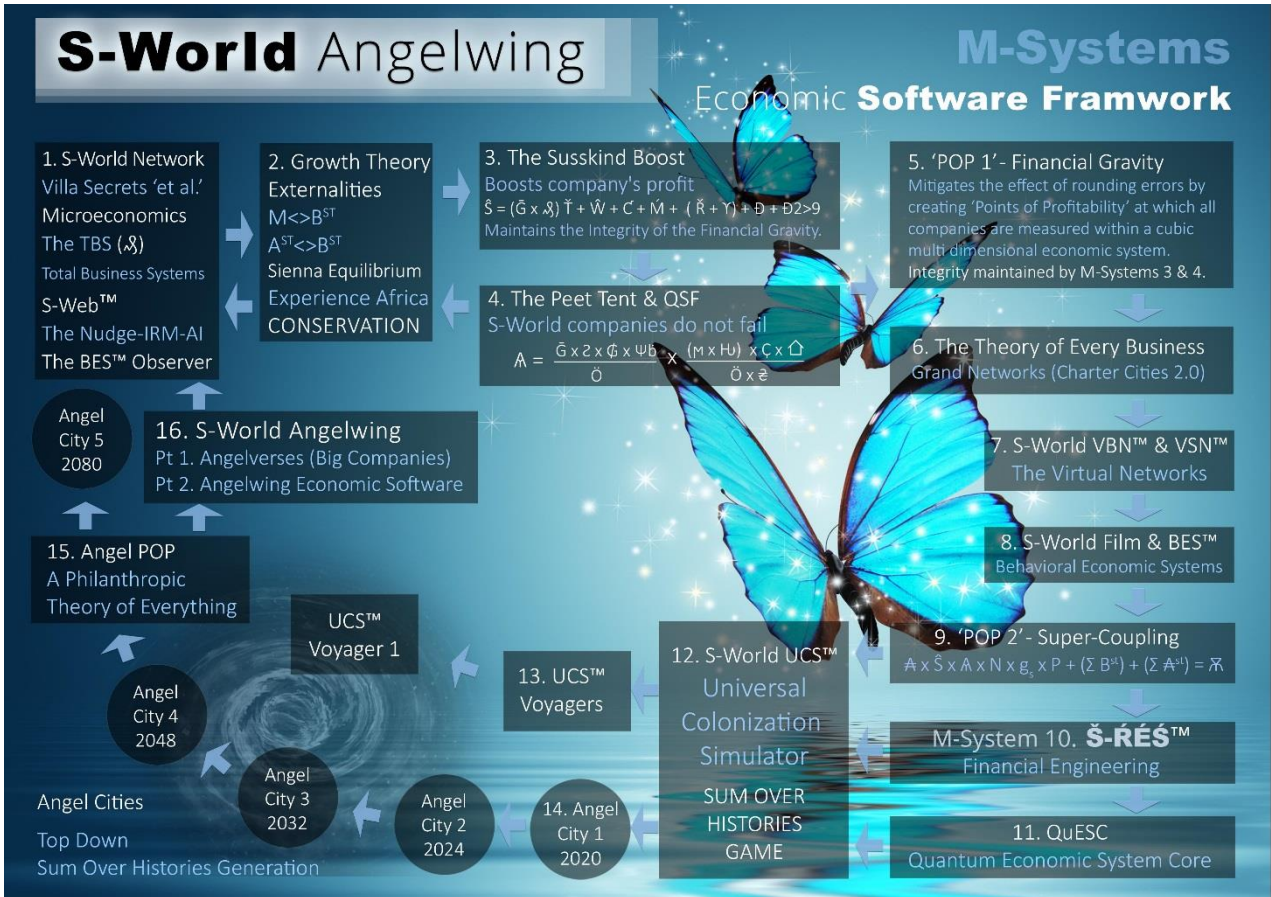 S-World Angelwing
M-Systems
Economic Software Framwork
1. S-World Network
Villa Secrets ‘et al.’
Microeconomics
The TBS
Total Business Systems
S-Web™
The Nudge-IRM-AI
The BES™ Observer
2. Growth Theory
Externalities
M<>Bˢᵀ
Aˢᵀ<>Bˢᵀ
Sienna Equilibrium
Experience Africa
CONSERVATION
3. The Susskind Boost
Boosts company's profit
Maintains the Integrity of the Financial Gravity.
4. The Peet Tent & QSF
S-World companies do not fail
5. ‘POP 1’- Financial Gravity
Mitigates the effect of rounding errors by
creating ‘Points of Profitability’ at which all
companies are measured within a cubic
multi dimensional economic system.
Integrity maintained by M-Systems 3 & 4.
6. The Theory of Every Business
Grand Networks (Charter Cities 2.0)
7. S-World VBN™ & VSN™
The Virtual Networks
8. S-World Film & BES™
Behavioral Economic Systems
9. ‘POP 2’- Super-Coupling
M-System 10. Š-ŔÉŚ™
Financial Engineering
11. QuESC
Quantum Economic System Core
12. S-World UCS™
Universal
Colonization
Simulator
SUM OVER
HISTORIES
GAME
13. UCS™
Voyagers
UCS™
Voyager 1
14. Angel
City 1
2020
Angel
City 2
2024
Angel
City 3
2032
Angel
City 4
2048
15. Angel POP
A Philanthropic
Theory of Everything
Angel
City 5
2080
16. S-World Angelwing
Pt 1. Angelverses (Big Companies)
Pt 2. Angelwing Economic Software
Angel Cities
Top Down
Sum Over Histories Generation